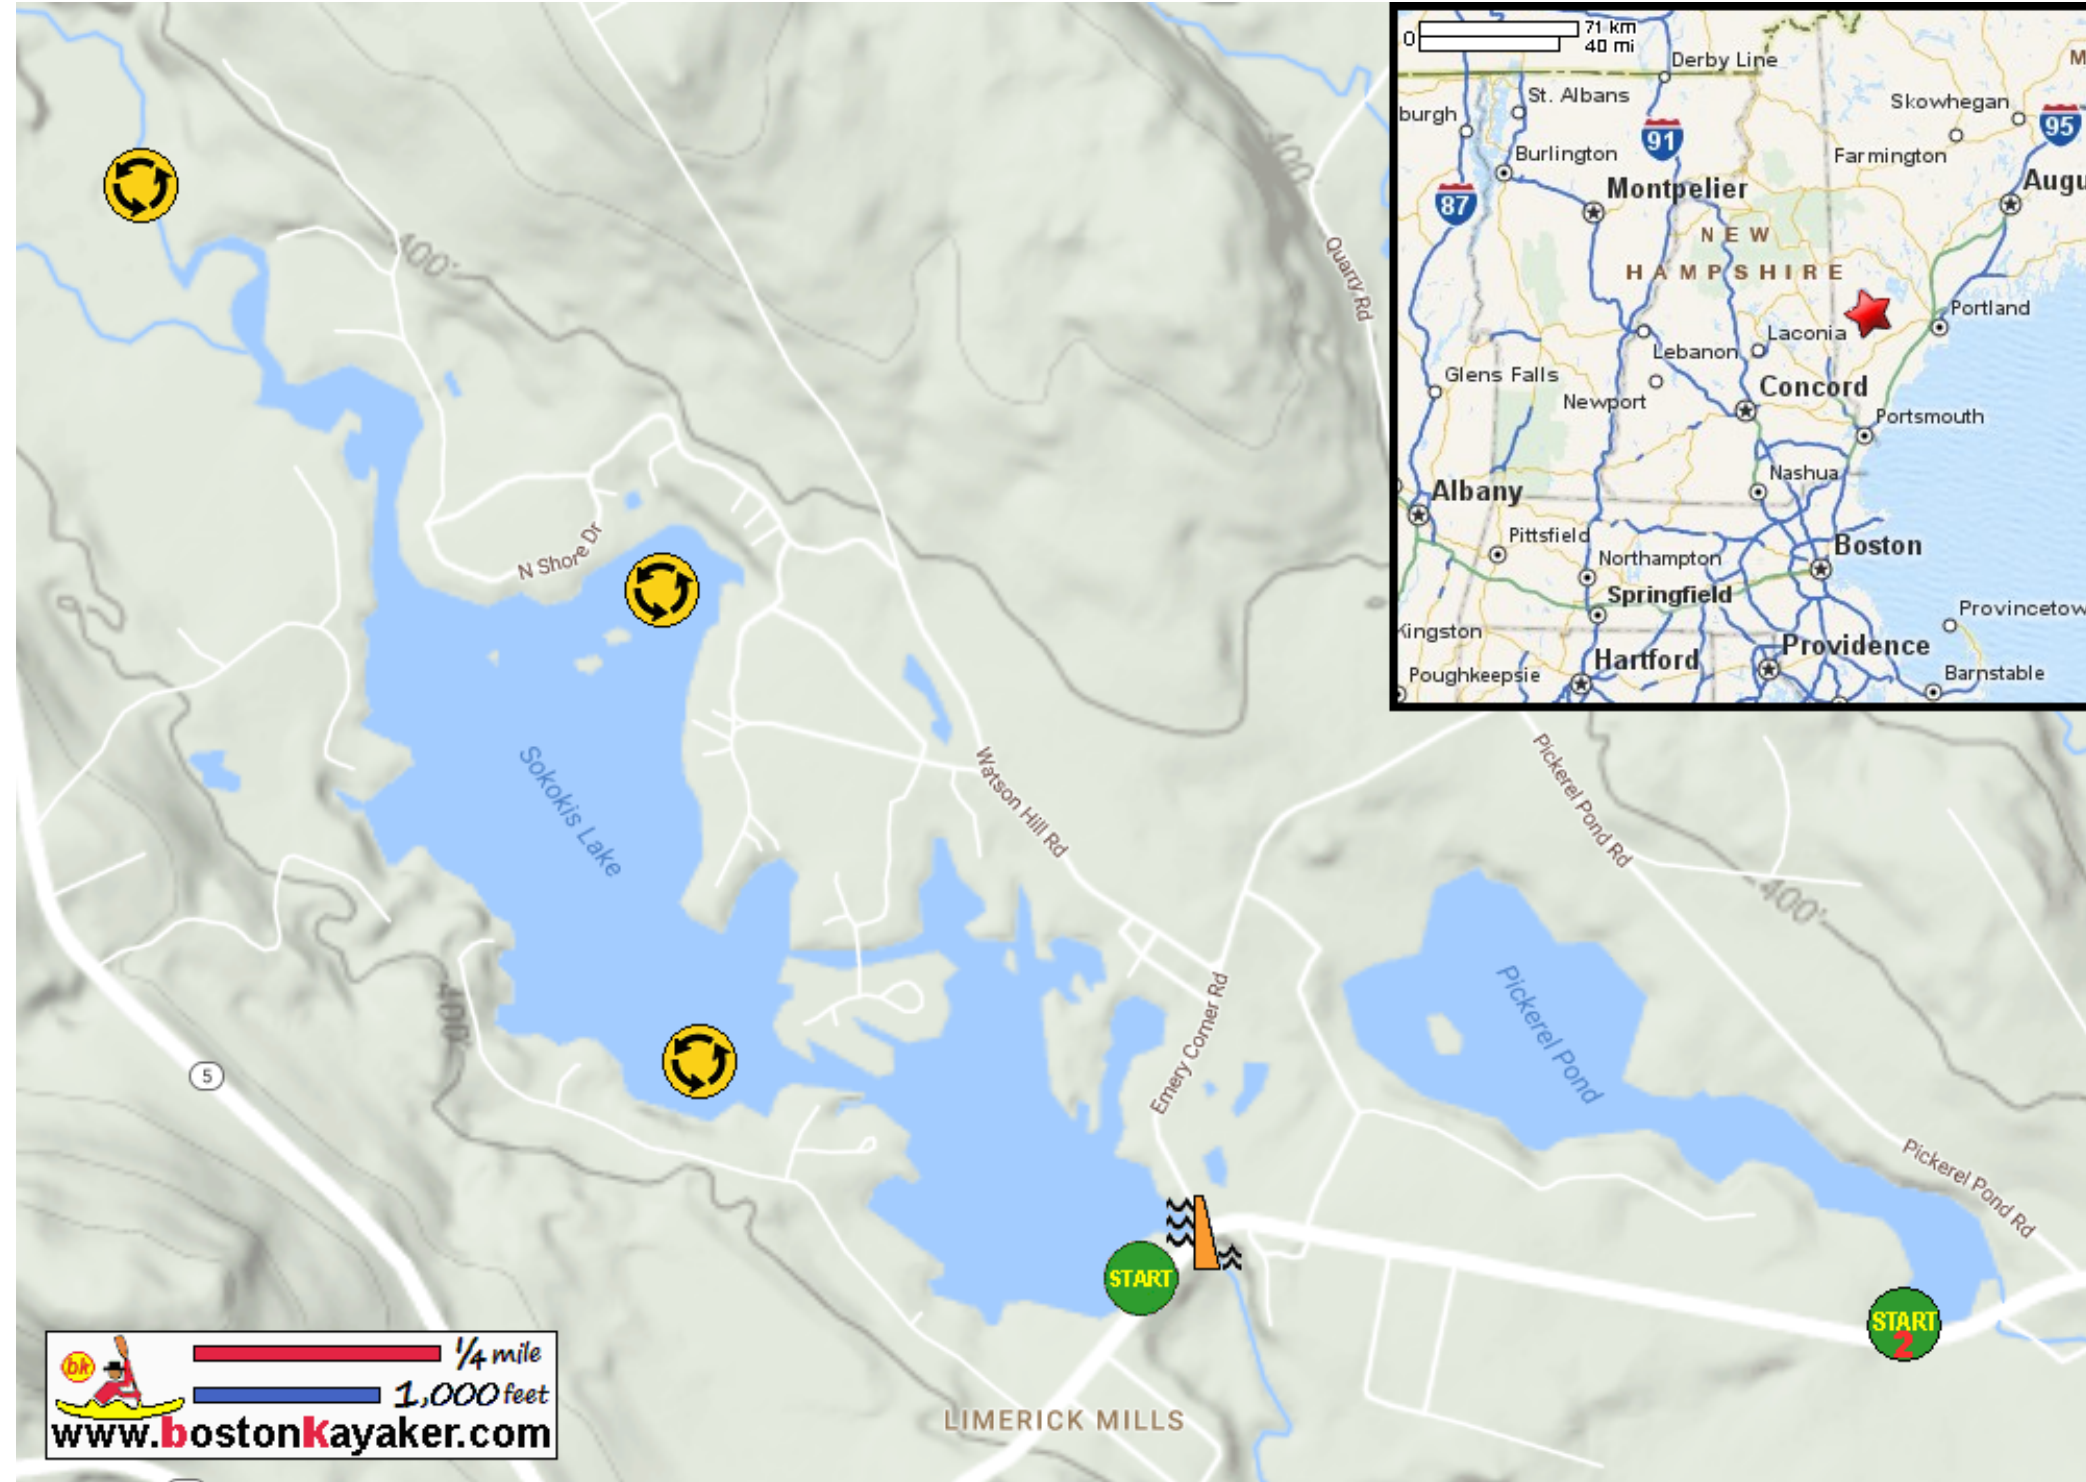 0
71 km
40 mi
Derby Line
St. Albans
burgh
Skowhegan
95
91
Burlington
Farmington
Montpelier
Augu
87
NEW
HAMPSHIRE
Portland
Laconia
Lebanon
Glens Falls
Newport
Concord
Portsmouth
Nashua
Albany
Pittsfield
Boston
Northampton
Springfield
Provincetow
Kingston
Providence
Hartford
Poughkeepsie
Barnstable
M
400'
400'
Quarry Rd
N Shore Dr
Sokokis Lake
Watson Hill Rd
Pickerel Pond Rd
400'
400'
Pickerel Pond
Emery Corner Rd
5
Pickerel Pond Rd
START
START
2
LIMERICK MILLS
bk
1/4 mile
1,000 feet
www.bostonkayaker.com